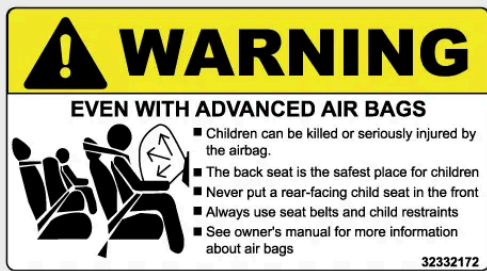 WARNING
EVEN WITH ADVANCED AIR BAGS
■ Children can be killed or seriously injured by
the airbag.
■ The back seat is the safest place for children
■ Never put a rear-facing child seat in the front
■ Always use seat belts and child restraints
■ See owner's manual for more information
about air bags
32332172